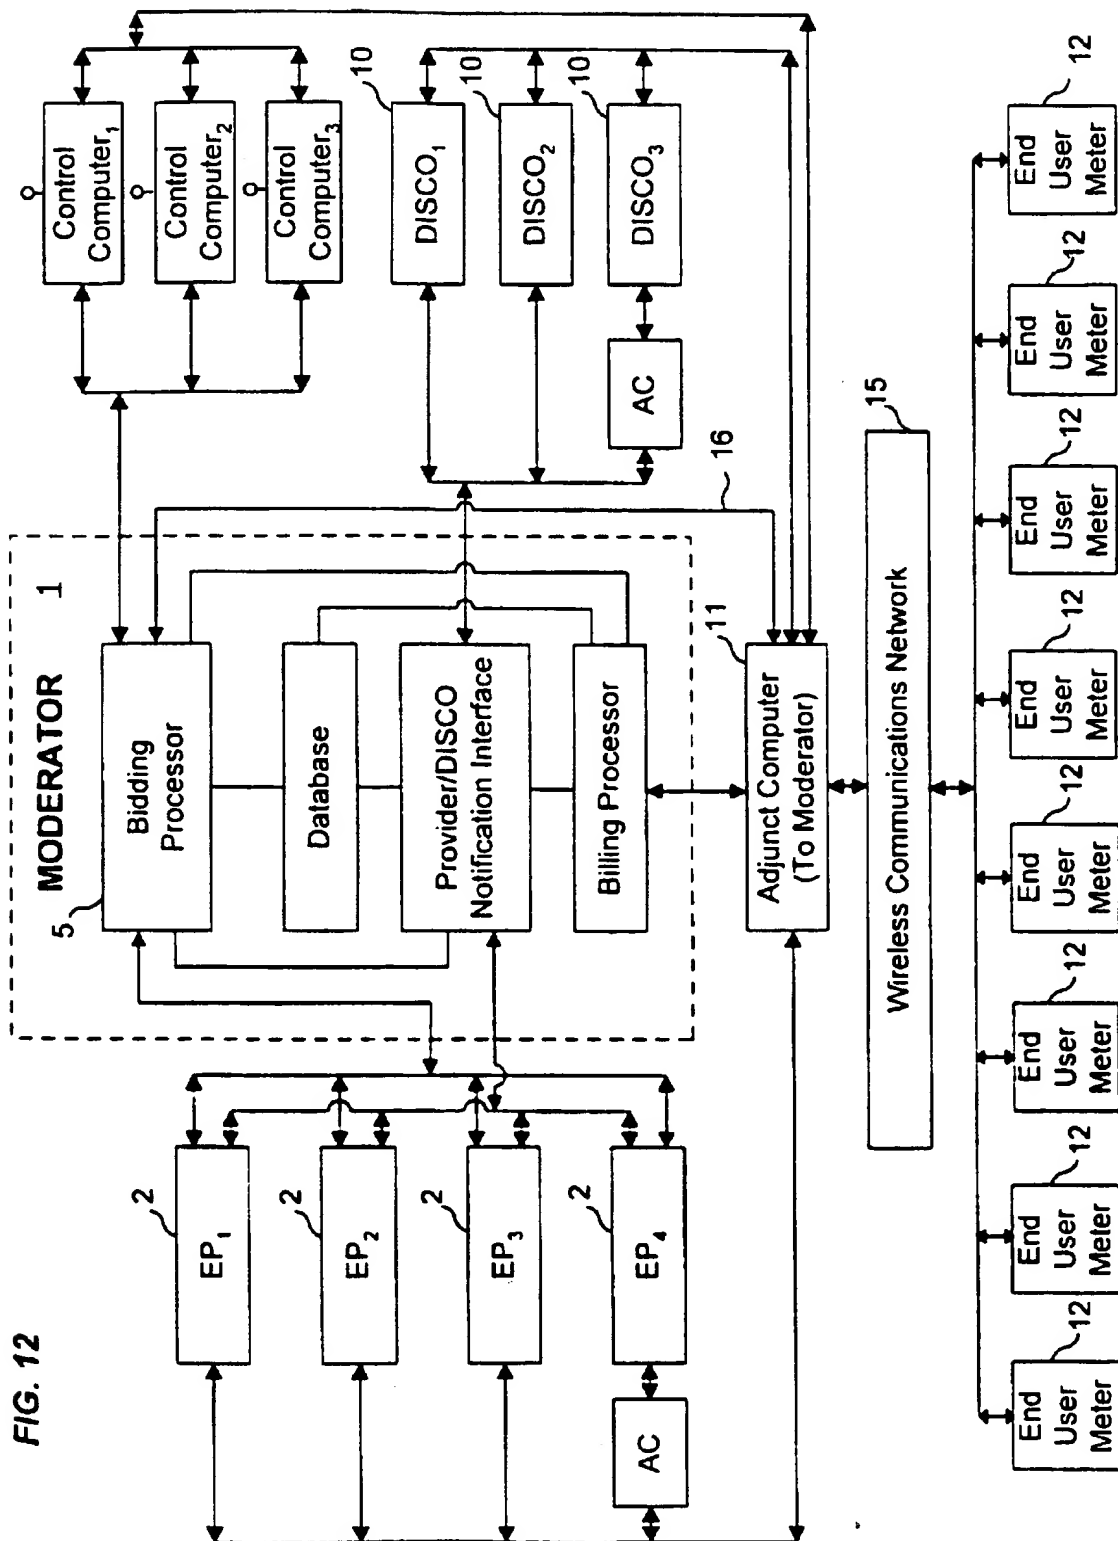 FIG. 12
MODERATOR 1
5
Bidding
Processor
Database
Provider/DISCO
Notification Interface
Billing Processor
2
EP1
2
EP2
2
EP3
2
EP4
AC
Control
Computer1
Control
Computer2
Control
Computer3
10
DISCO1
10
DISCO2
10
DISCO3
AC
16
11
Adjunct Computer
(To Moderator)
15
Wireless Communications Network
12
End
User
Meter
12
End
User
Meter
12
End
User
Meter
12
End
User
Meter
12
End
User
Meter
12
End
User
Meter
12
End
User
Meter
12
End
User
Meter